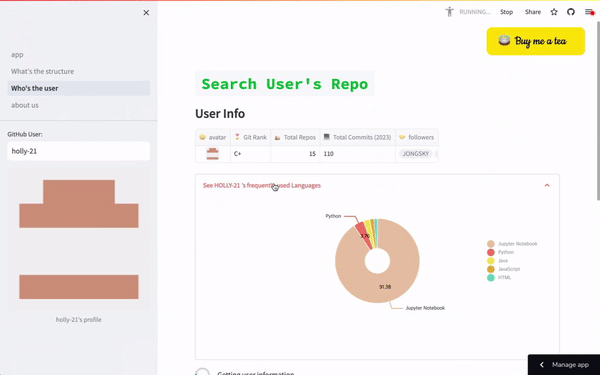 RUNNING...
Stop
Share
Buy me a tea
app
What's the structure
Who's the user
about us
GitHub User:
holly-21
holly-21's profile
Search User's Repo
User Info
avatar Git Rank Total Repos Total Commits (2023) followers
C+ 15 110 JONGSKY
See HOLLY-21 's frequently used Languages
Python
91.38
Jupyter Notebook
Jupyter Notebook
Python
Java
JavaScript
HTML
Getting user information
Manage app